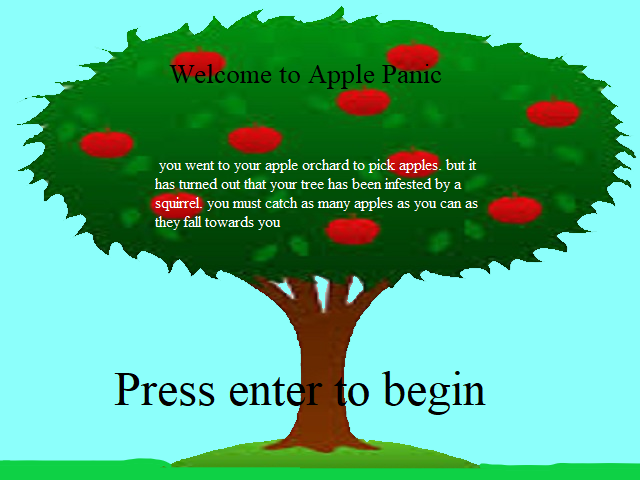 Welcome to Apple Panic
you went to your apple orchard to pick apples. but it
has turned out that your tree has been infested by a
squirrel. you must catch as many apples as you can as
they fall towards you
Press enter to begin